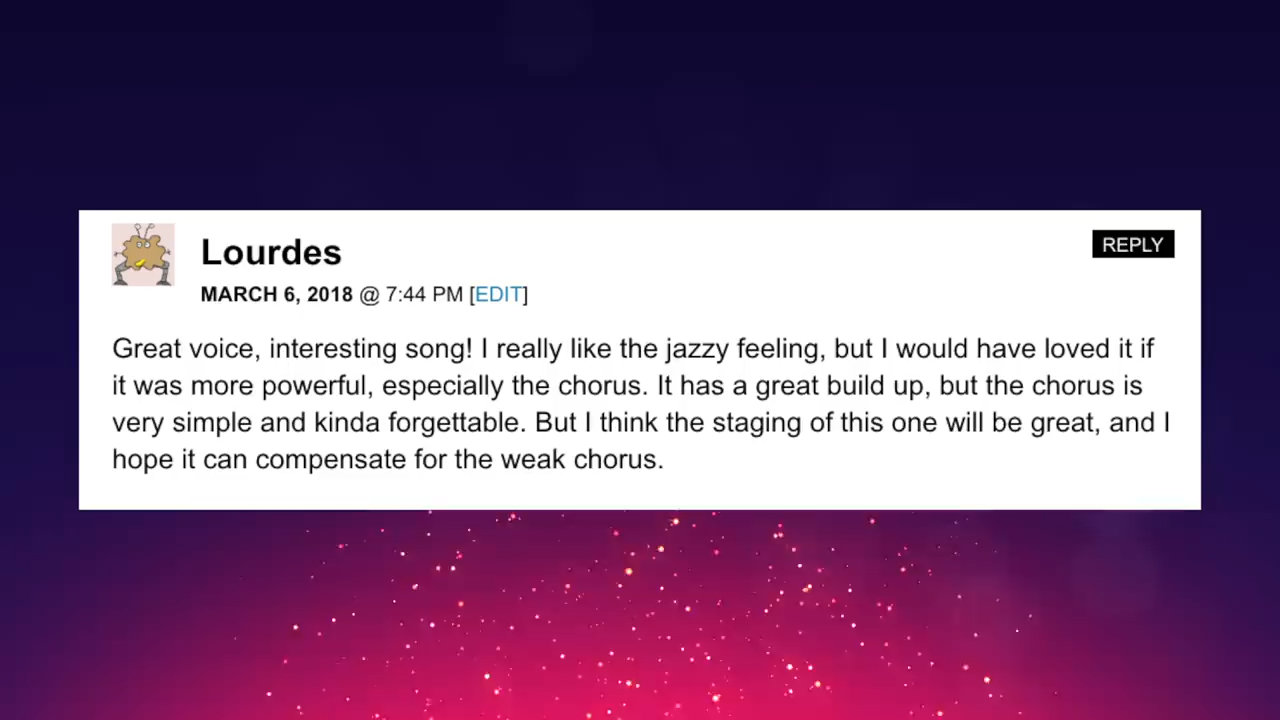 Lourdes
REPLY
MARCH 6, 2018 @ 7:44 PM [EDIT]
Great voice, interesting song! I really like the jazzy feeling, but I would have loved it if
it was more powerful, especially the chorus. It has a great build up, but the chorus is
very simple and kinda forgettable. But I think the staging of this one will be great, and I
hope it can compensate for the weak chorus.